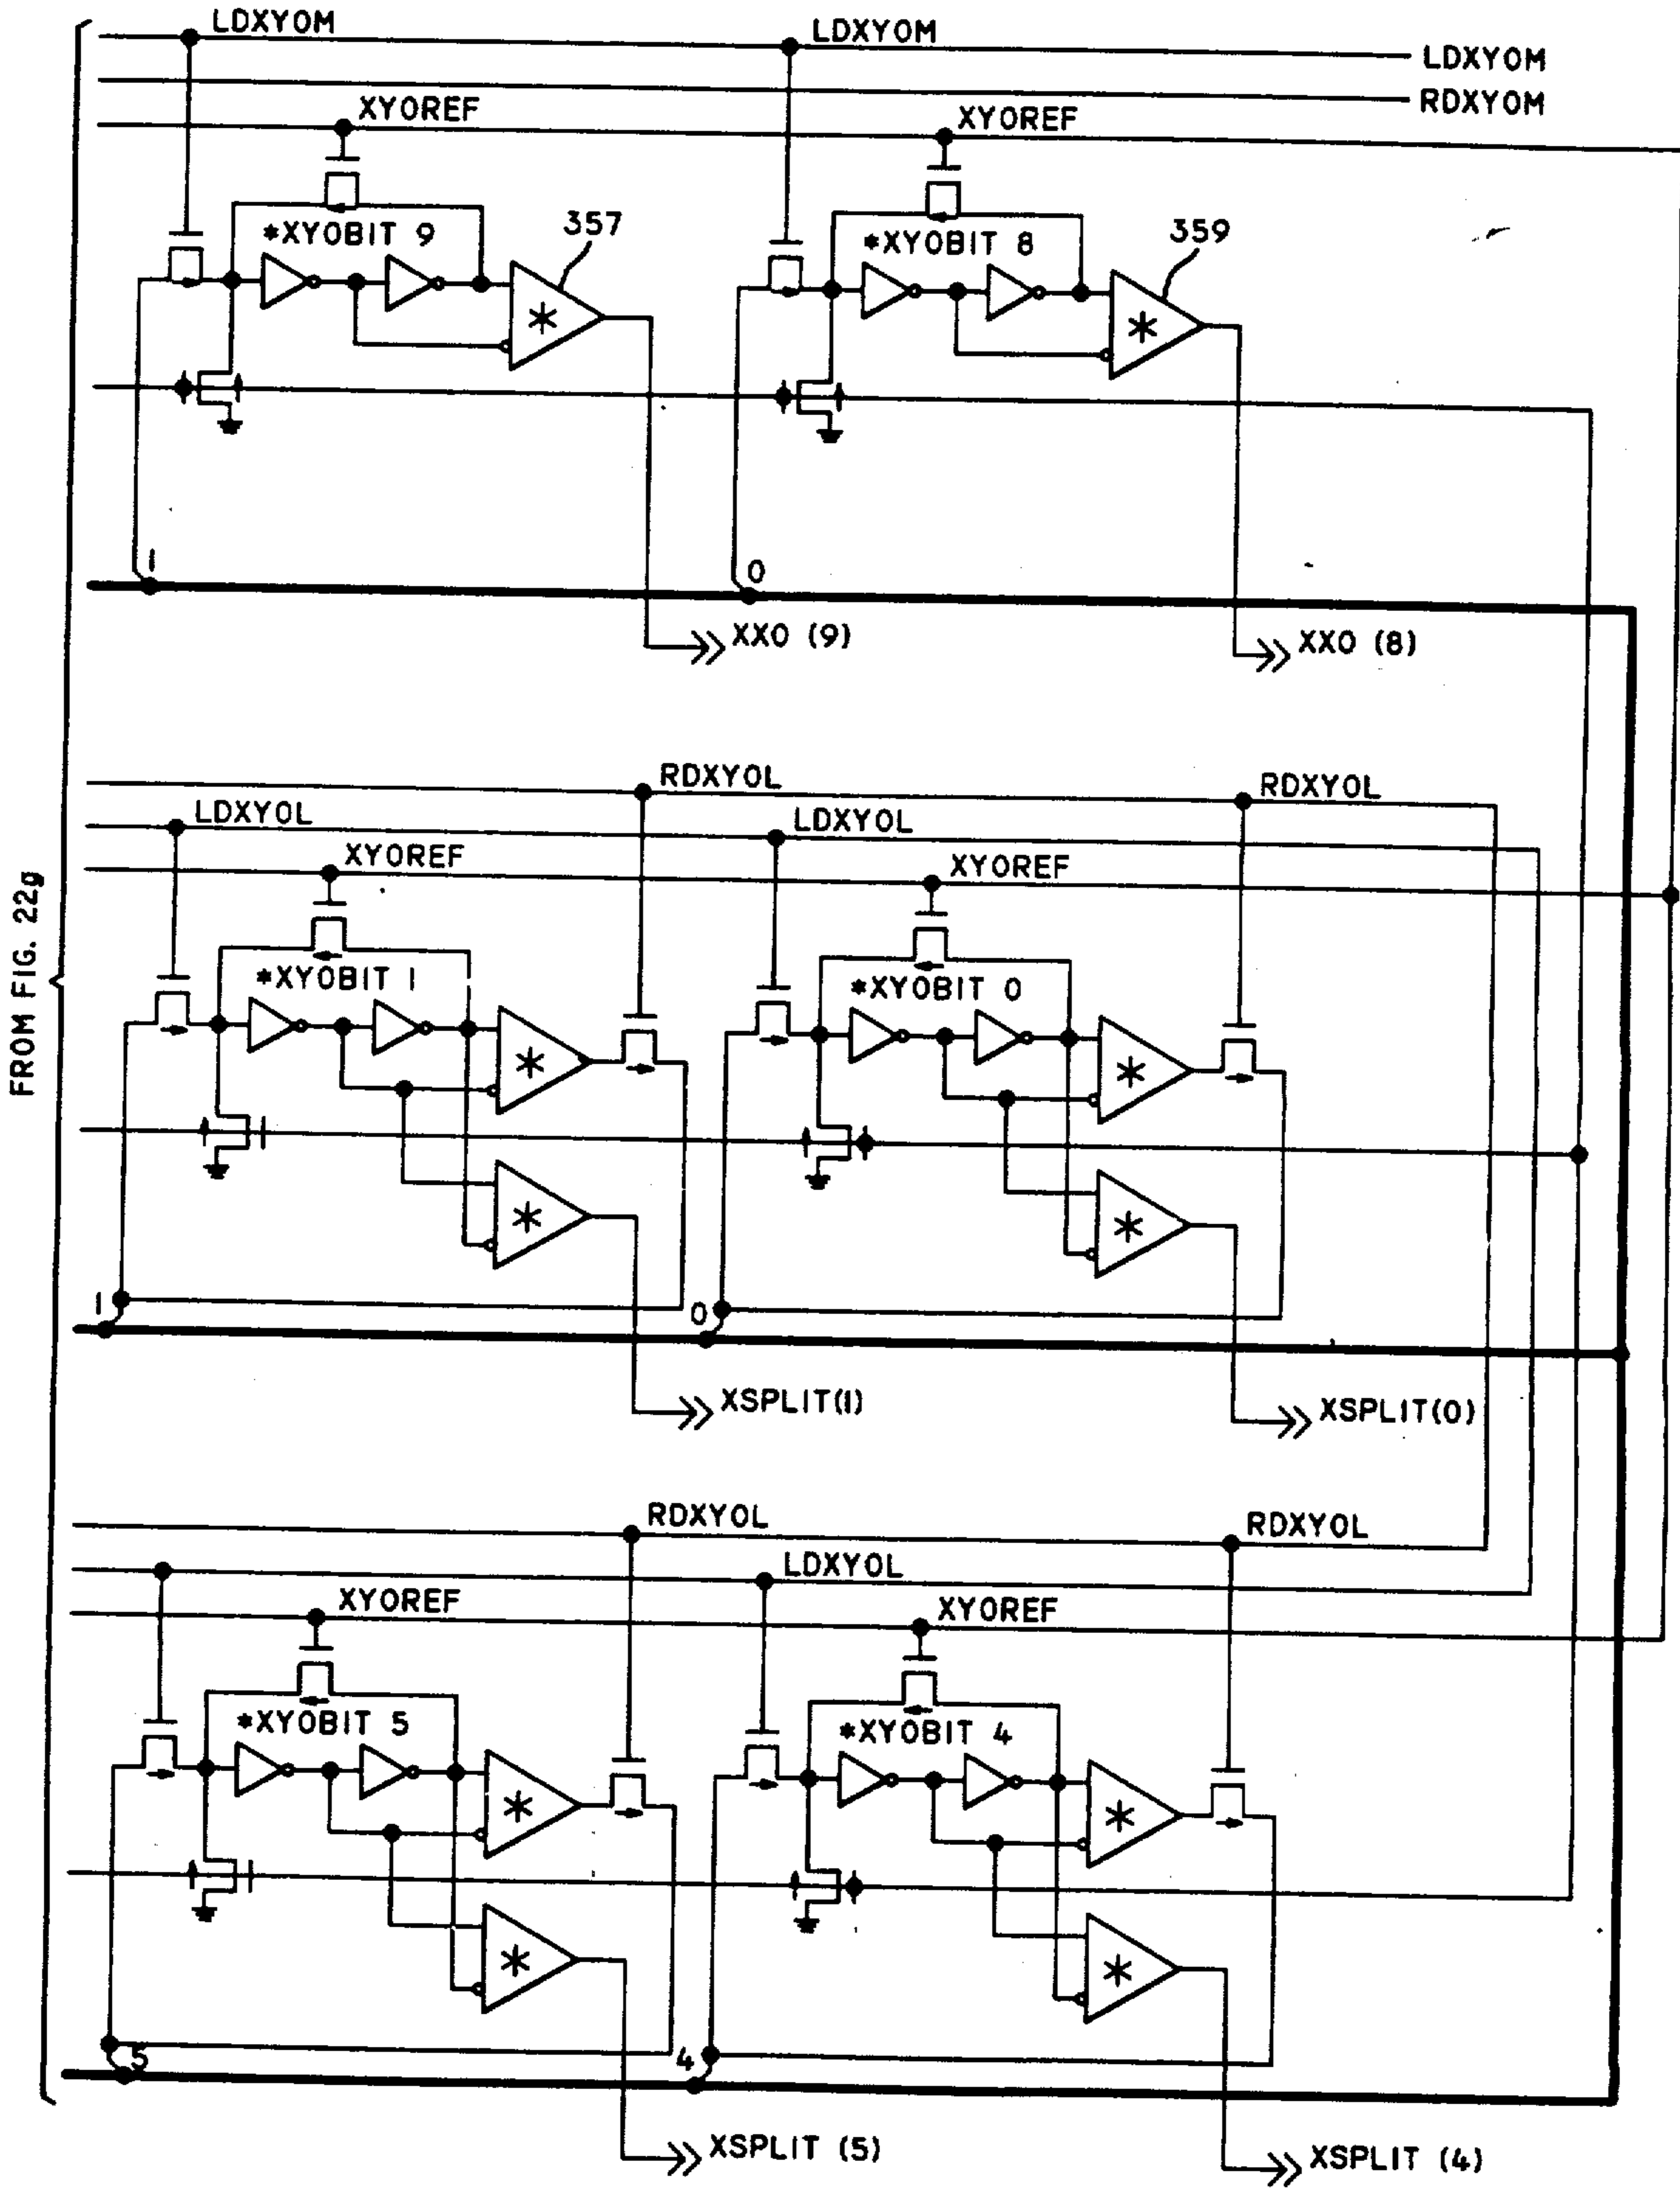 LDXYOM
LDXYOM
LDXYOM
RDXYOM
XYOREF
XYOREF
*XYOBIT 9
357
*XYOBIT 8
359
*
*
1
0
XXO (9)
XXO (8)
RDXYOL
RDXYOL
LDXYOL
LDXYOL
XYOREF
XYOREF
FROM FIG. 22g
*XYOBIT 1
*XYOBIT 0
*
*
*
*
1
0
XSPLIT(1)
XSPLIT(0)
RDXYOL
RDXYOL
LDXYOL
XYOREF
XYOREF
*XYOBIT 5
*XYOBIT 4
*
*
*
*
5
4
XSPLIT (5)
XSPLIT (4)